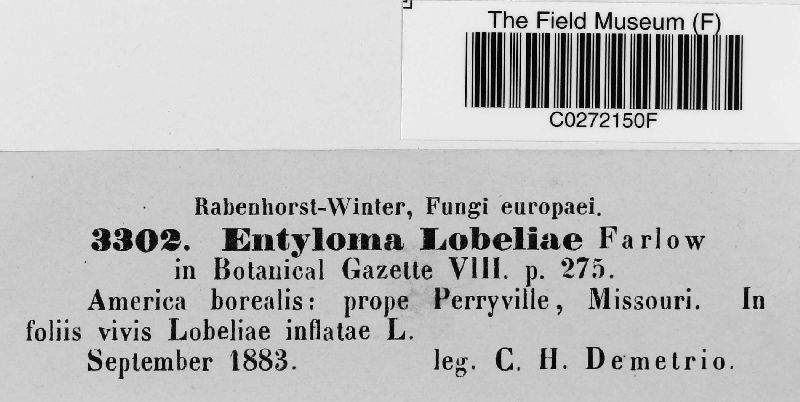 The Field Museum (F)
C0272150F
Rabenhorst-Winter, Fungi europaei.
3302. Entyloma Lobeliae Farlow
in Botanical Gazette VIII. p. 275.
America borealis: prope Perryville, Missouri. In
foliis vivis Lobeliae inflatae L.
September 1883. leg. C. H. Demetrio.